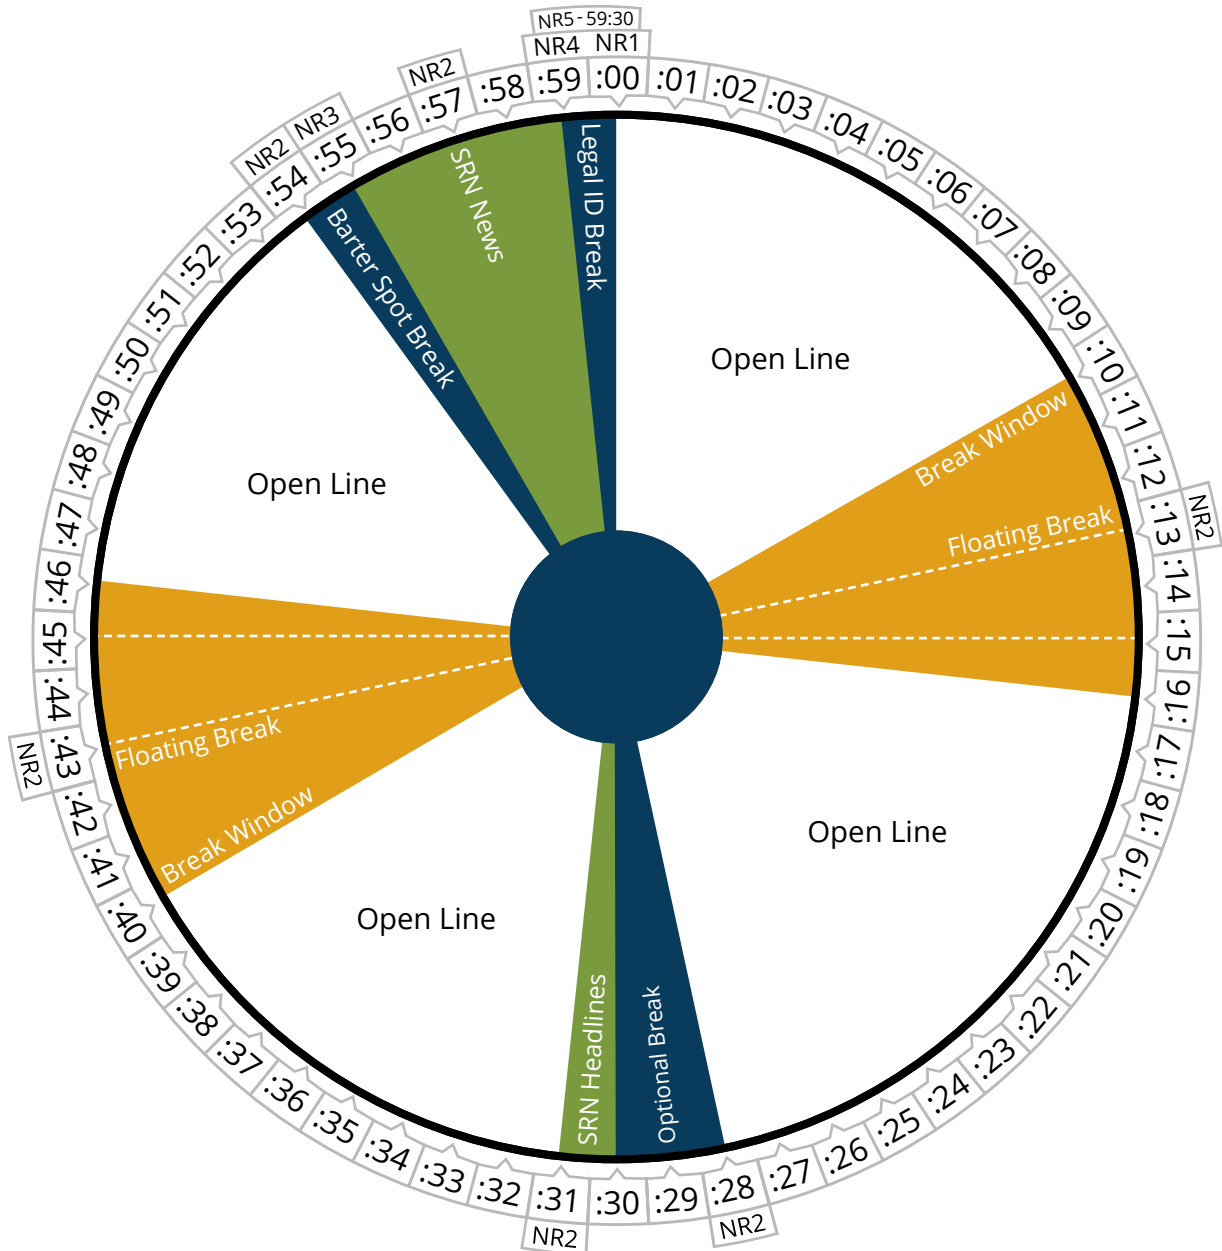 NR5 - 59:30
NR4 NR1
:00
:01
:02
:03
:04
:05
:06
:07
:08
:09
:10
:11
:12
:13
NR2
:14
:15
:16
:17
:18
:19
:20
:21
:22
:23
:24
:25
:26
:27
:28
NR2
:29
:30
:31
NR2
:32
:33
:34
:35
:36
:37
:38
:39
:40
:41
:42
:43
NR2
:44
:45
:46
:47
:48
:49
:50
:51
:52
:53
:54
NR2
:55
NR3
:56
:57
NR2
:58
:59
Legal ID Break
Open Line
Break Window
Floating Break
Open Line
Optional Break
SRN Headlines
Open Line
Break Window
Floating Break
Open Line
Barter Spot Break
SRN News